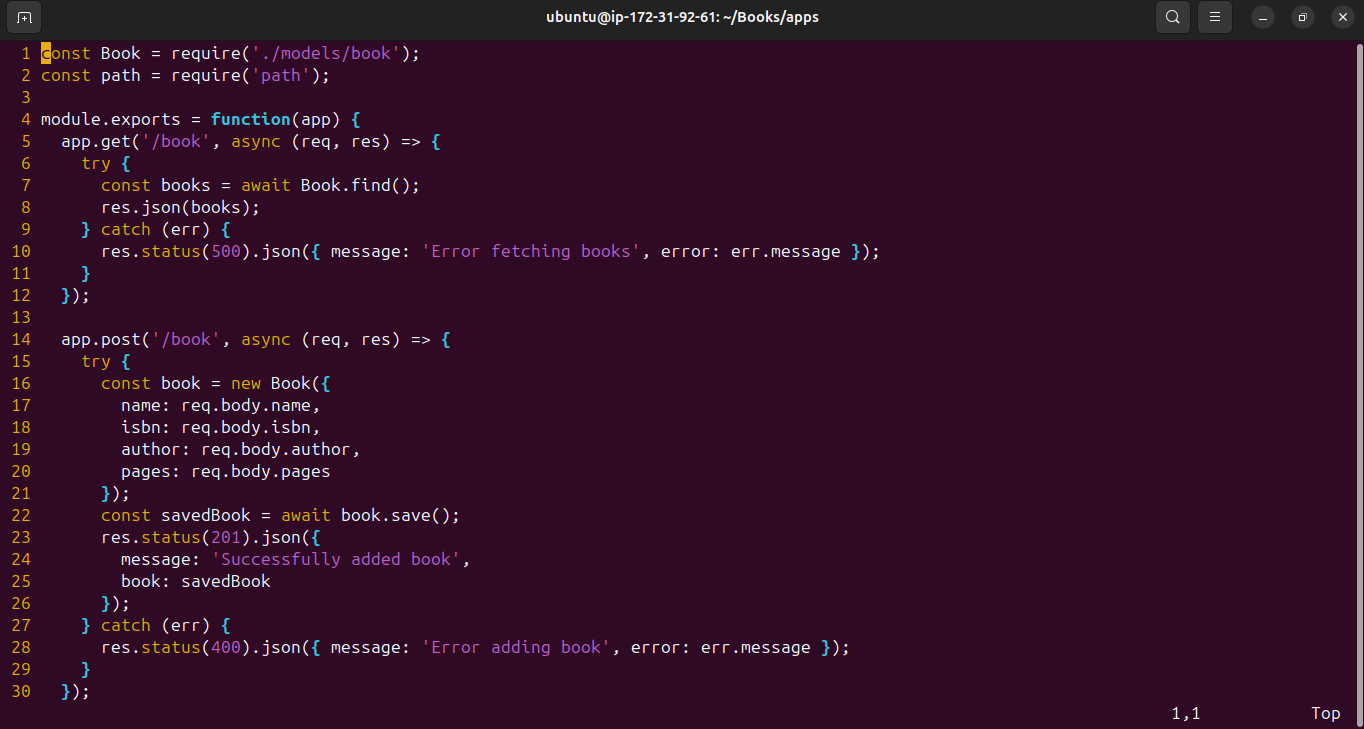 ubuntu@ip-172-31-92-61: ~/Books/apps
1 const Book = require('./models/book');
2 const path = require('path');
3
4 module.exports = function(app) {
5   app.get('/book', async (req, res) => {
6     try {
7       const books = await Book.find();
8       res.json(books);
9     } catch (err) {
10       res.status(500).json({ message: 'Error fetching books', error: err.message });
11     }
12   });
13
14   app.post('/book', async (req, res) => {
15     try {
16       const book = new Book({
17         name: req.body.name,
18         isbn: req.body.isbn,
19         author: req.body.author,
20         pages: req.body.pages
21       });
22       const savedBook = await book.save();
23       res.status(201).json({
24         message: 'Successfully added book',
25         book: savedBook
26       });
27     } catch (err) {
28       res.status(400).json({ message: 'Error adding book', error: err.message });
29     }
30   });
1,1 Top